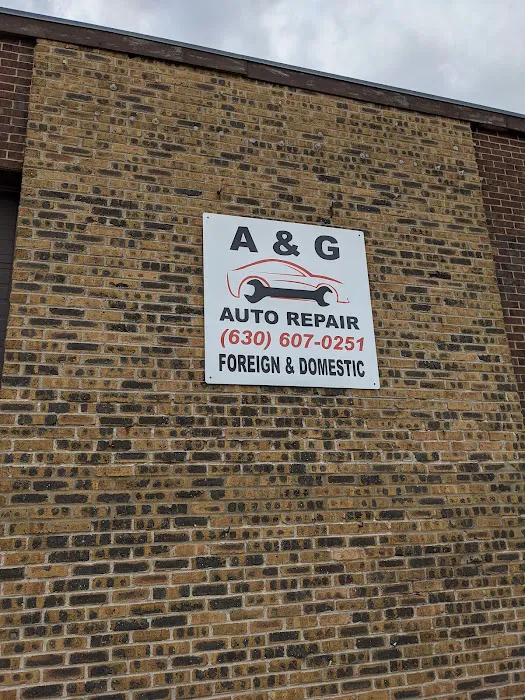 A & G
AUTO REPAIR
(630) 607-0251
FOREIGN & DOMESTIC